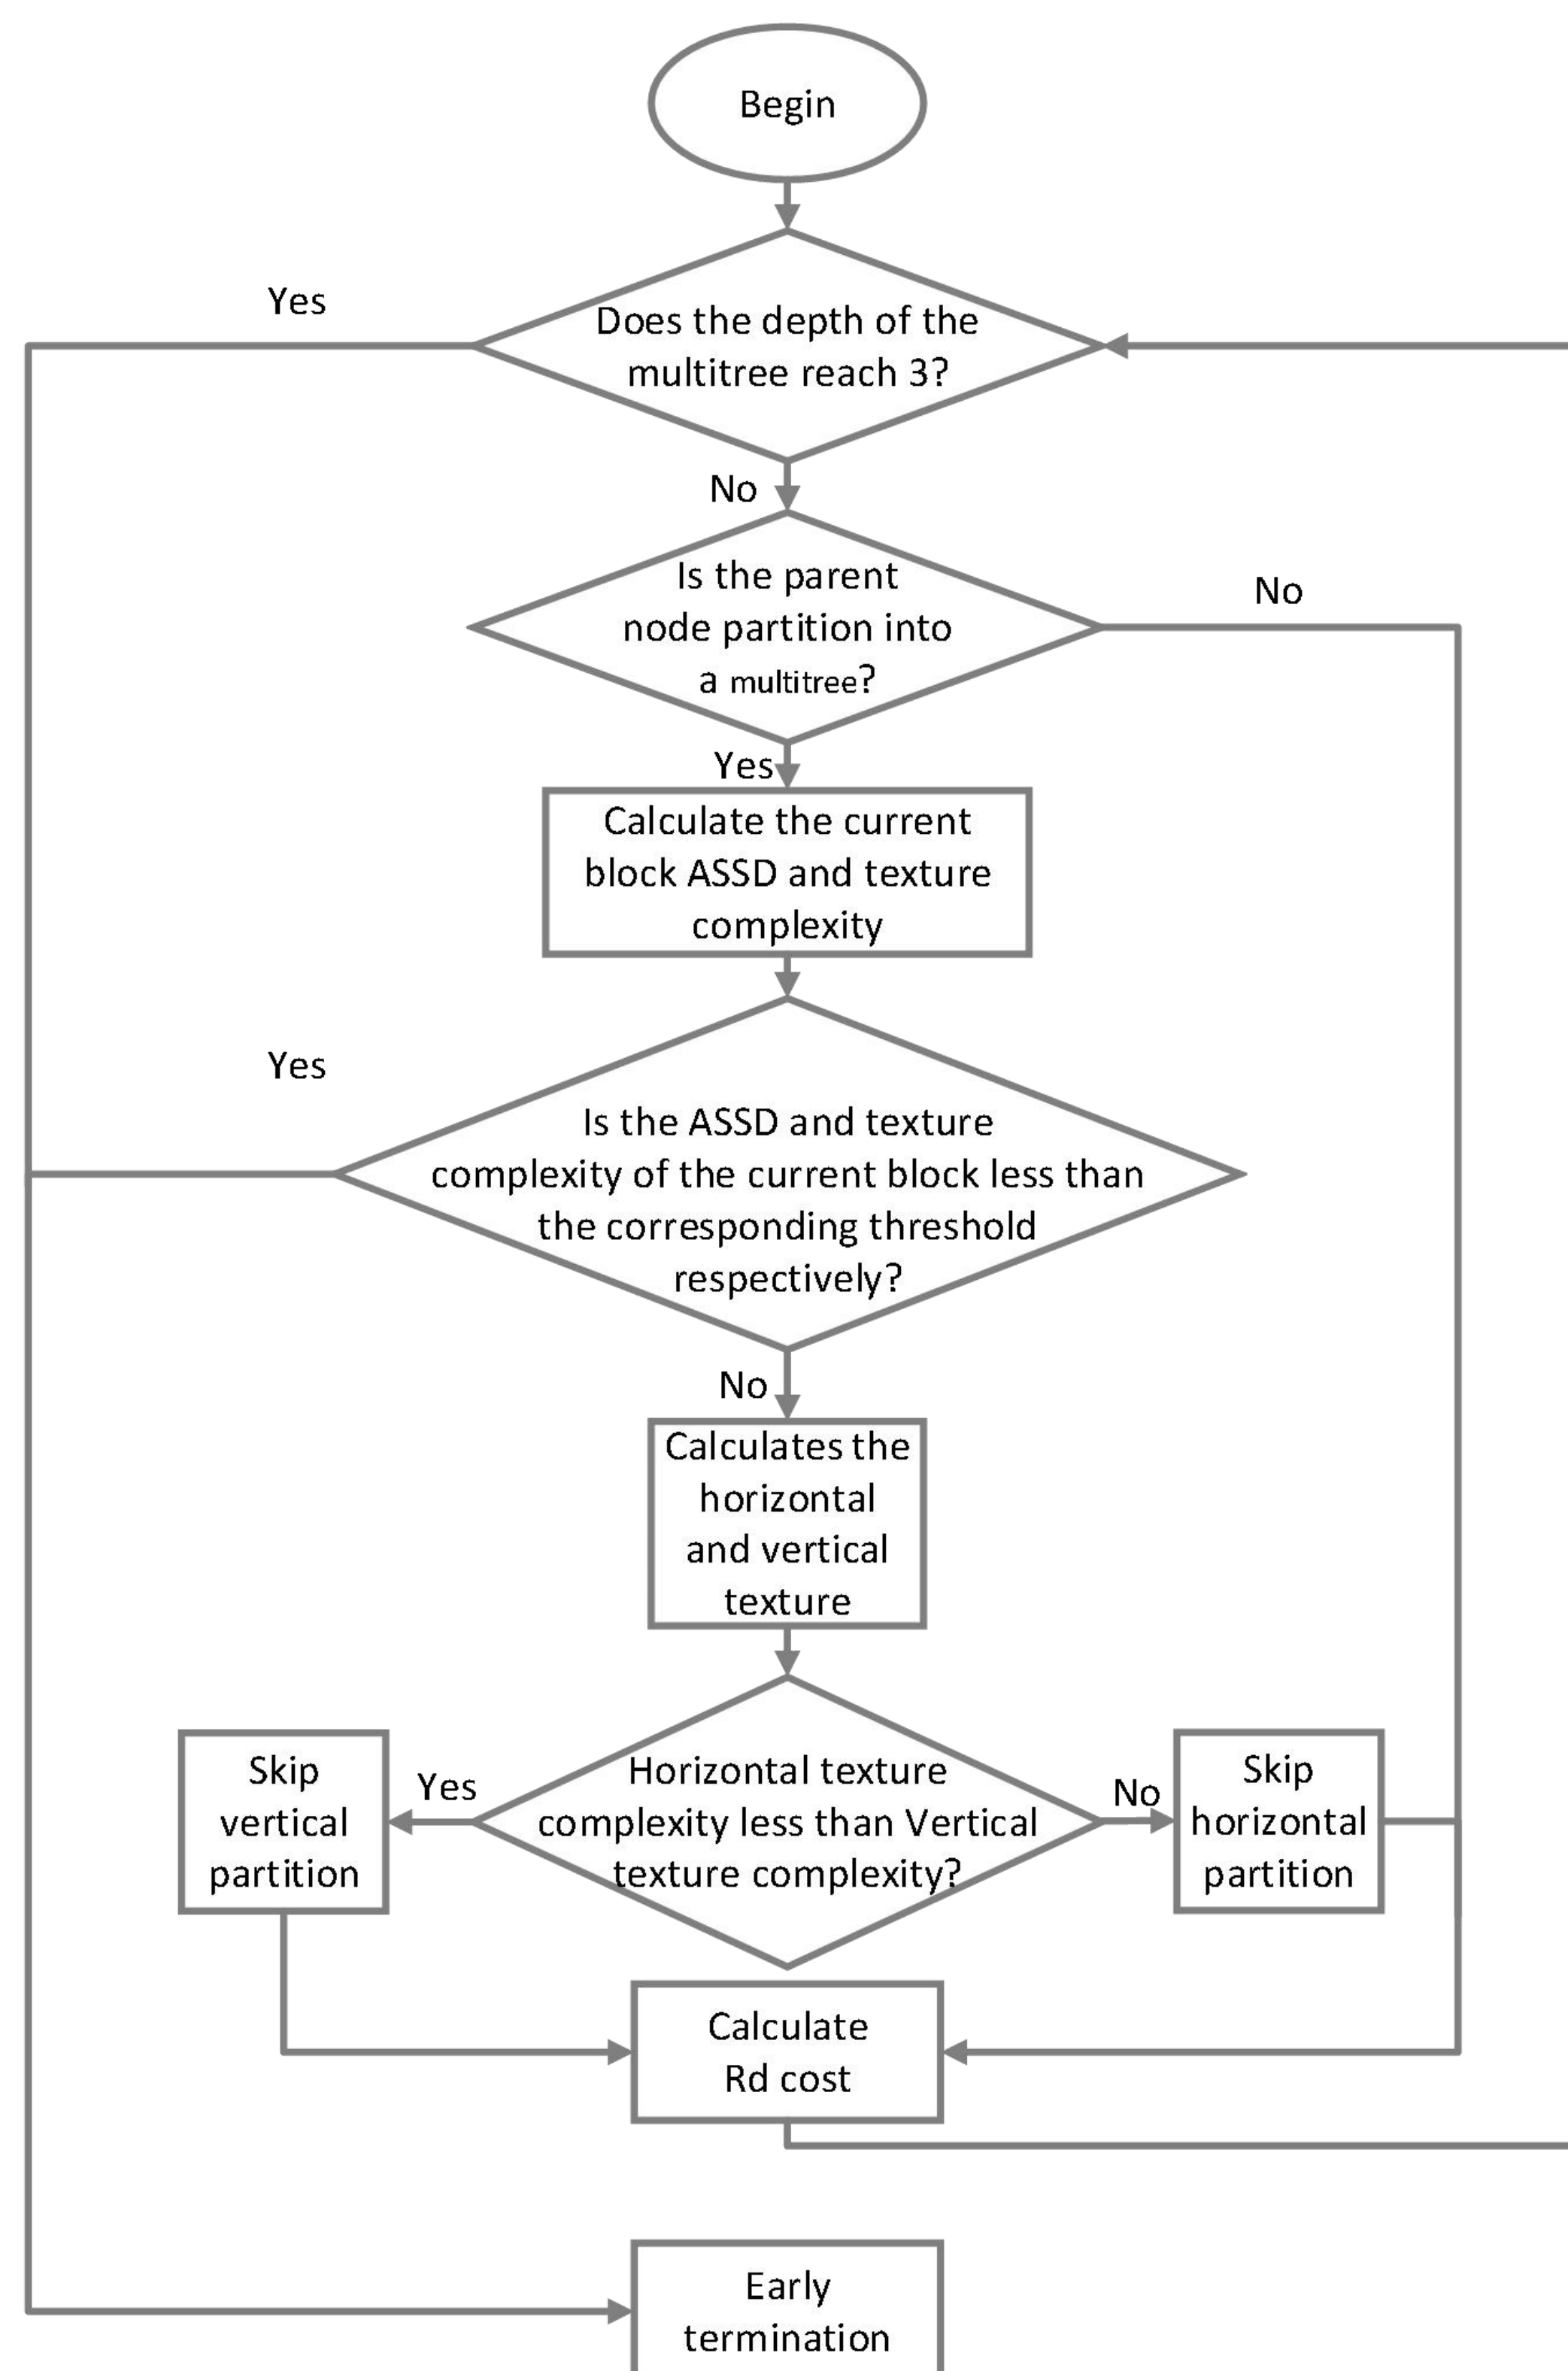 Begin
Yes
Does the depth of the
multitree reach 3?
No
Is the parent
node partition into
a multitree?
No
Yes
Calculate the current
block ASSD and texture
complexity
Yes
Is the ASSD and texture
complexity of the current block less than
the corresponding threshold
respectively?
No
Calculates the
horizontal
and vertical
texture
Skip
vertical
partition
Yes
Horizontal texture
complexity less than Vertical
texture complexity?
No
Skip
horizontal
partition
Calculate
Rd cost
Early
termination